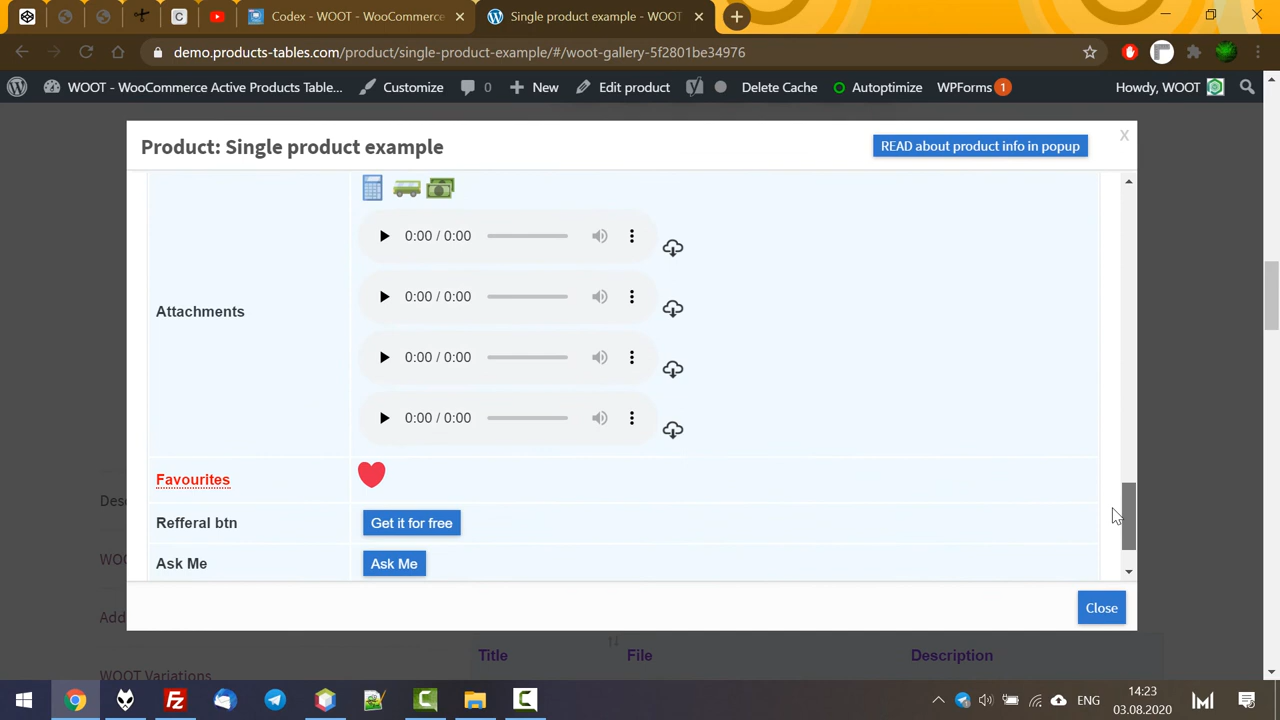 Codex - WOOT - WooCommerce
Single product example - WOOT
demo.products-tables.com/product/single-product-example/#/woot-gallery-5f2801be34976
WOOT - WooCommerce Active Products Table... Customize 0 New Edit product Delete Cache Autoptimize WPForms 1 Howdy, WOOT
Product: Single product example
READ about product info in popup
x
0:00 / 0:00
0:00 / 0:00
Attachments
0:00 / 0:00
0:00 / 0:00
Favourites
Refferal btn
Get it for free
Ask Me
Ask Me
Close
Title
File
Description
WOOT Variations
ENG
14:23
03.08.2020